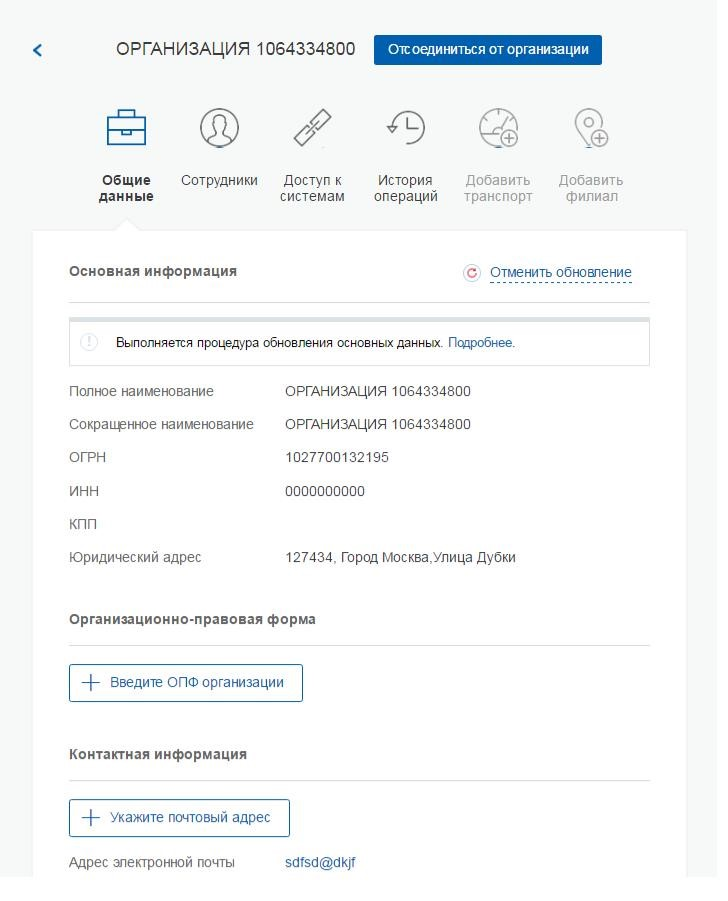 ОРГАНИЗАЦИЯ 1064334800 Отсоединиться от организации
Общие данные Сотрудники Доступ к системам История операций Добавить транспорт Добавить филиал
Основная информация Отменить обновление
Выполняется процедура обновления основных данных. Подробнее.
Полное наименование ОРГАНИЗАЦИЯ 1064334800
Сокращенное наименование ОРГАНИЗАЦИЯ 1064334800
ОГРН 1027700132195
ИНН 0000000000
КПП
Юридический адрес 127434, Город Москва,Улица Дубки
Организационно-правовая форма
Введите ОПФ организации
Контактная информация
Укажите почтовый адрес
Адрес электронной почты sdfsd@dkjf